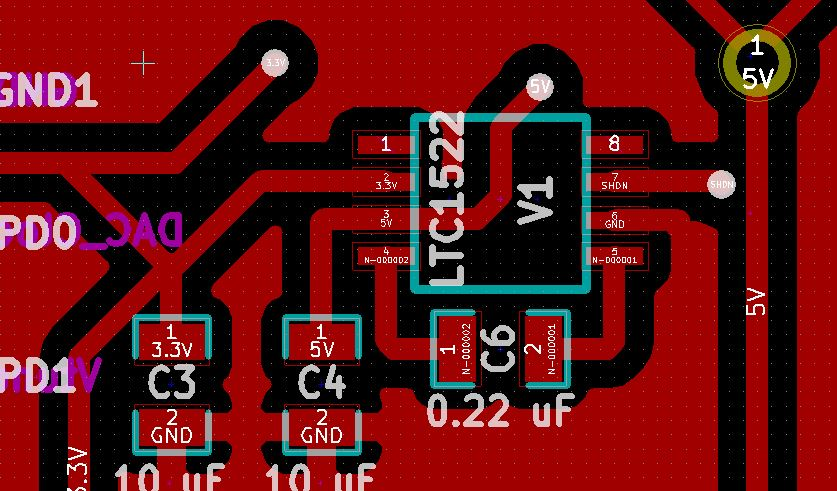 3.3V
GND1
5V
1
5V
1
8
2
3.3V
7
SHDN
SHDN
3
5V
6
GND
4
N-000002
5
N-000001
LTC1522
V1
PD0
DAC_
5V
PD1
1
3.3V
1
5V
1
N-000002
C6
2
N-000001
C3
C4
0.22 uF
2
GND
2
GND
3.3V
10 uF
10 uF